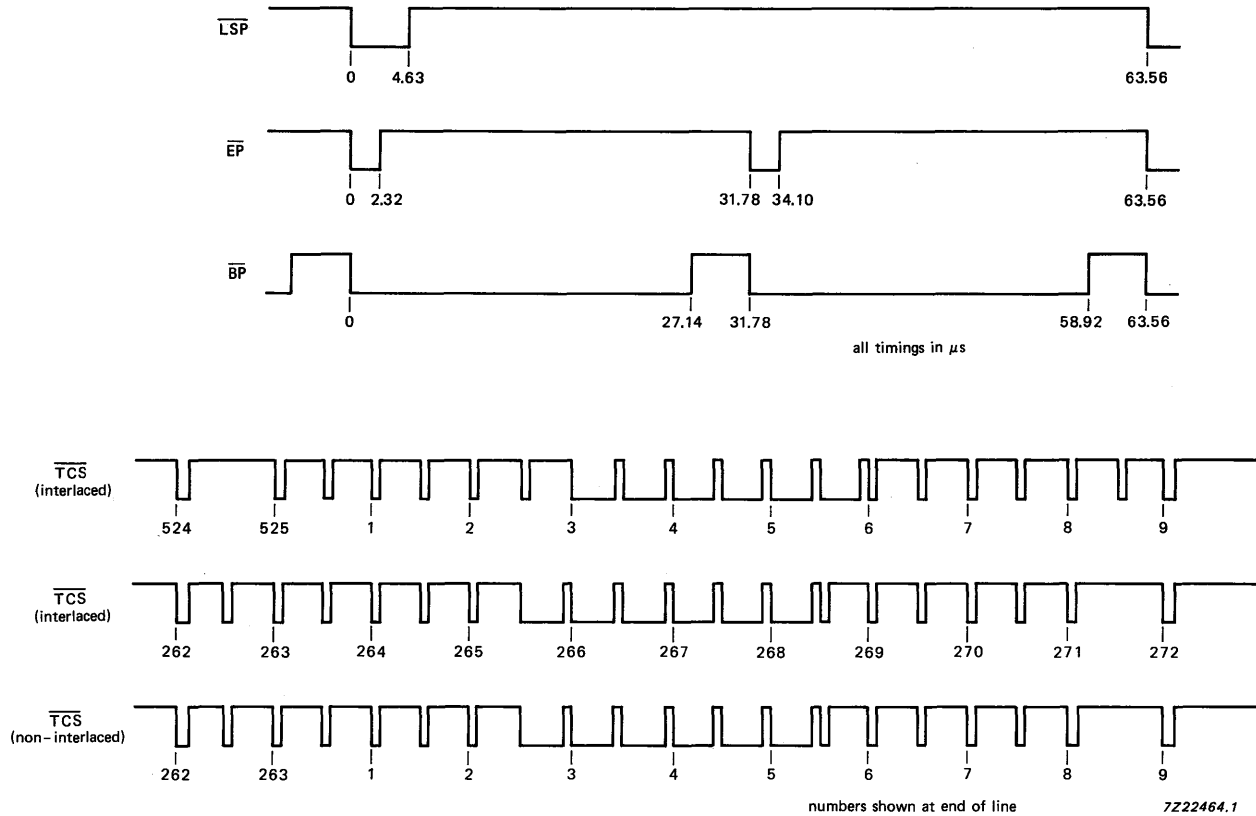 LSP
0 4.63 63.56
EP
0 2.32 31.78 34.10 63.56
BP
0 27.14 31.78 58.92 63.56
all timings in μs
TCS
(interlaced)
524 525 1 2 3 4 5 6 7 8 9
TCS
(interlaced)
262 263 264 265 266 267 268 269 270 271 272
TCS
(non-interlaced)
262 263 1 2 3 4 5 6 7 8 9
numbers shown at end of line 7Z22464.1